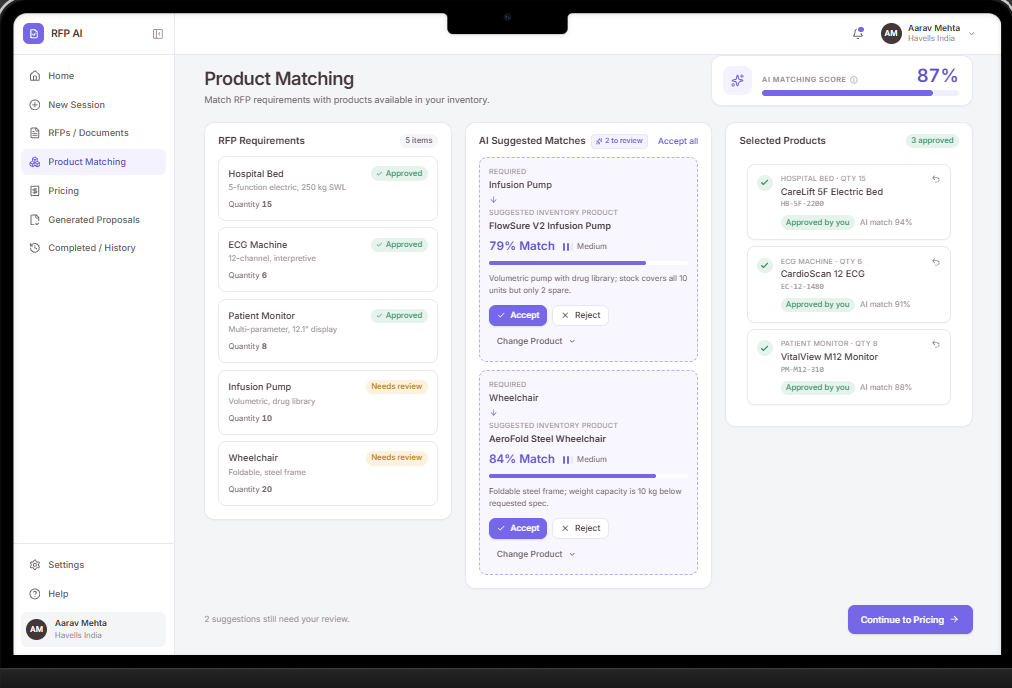 RFP AI
Home
New Session
RFPs / Documents
Product Matching
Pricing
Generated Proposals
Completed / History
Settings
Help
AM
Aarav Mehta
Havells India
AM
Aarav Mehta
Havells India
Product Matching
Match RFP requirements with products available in your inventory.
AI MATCHING SCORE
87%
RFP Requirements
5 items
Hospital Bed
Approved
5-function electric, 250 kg SWL
Quantity 15
ECG Machine
Approved
12-channel, interpretive
Quantity 6
Patient Monitor
Approved
Multi-parameter, 12.1" display
Quantity 8
Infusion Pump
Needs review
Volumetric, drug library
Quantity 10
Wheelchair
Needs review
Foldable, steel frame
Quantity 20
AI Suggested Matches
2 to review
Accept all
REQUIRED
Infusion Pump
SUGGESTED INVENTORY PRODUCT
FlowSure V2 Infusion Pump
79% Match
Medium
Volumetric pump with drug library; stock covers all 10
units but only 2 spare.
Accept
Reject
Change Product
REQUIRED
Wheelchair
SUGGESTED INVENTORY PRODUCT
AeroFold Steel Wheelchair
84% Match
Medium
Foldable steel frame; weight capacity is 10 kg below
requested spec.
Accept
Reject
Change Product
Selected Products
3 approved
HOSPITAL BED · QTY 15
CareLift 5F Electric Bed
HB-5F-2200
Approved by you
AI match 94%
ECG MACHINE · QTY 6
CardioScan 12 ECG
EC-12-1480
Approved by you
AI match 91%
PATIENT MONITOR · QTY 8
VitalView M12 Monitor
PM-M12-310
Approved by you
AI match 88%
2 suggestions still need your review.
Continue to Pricing